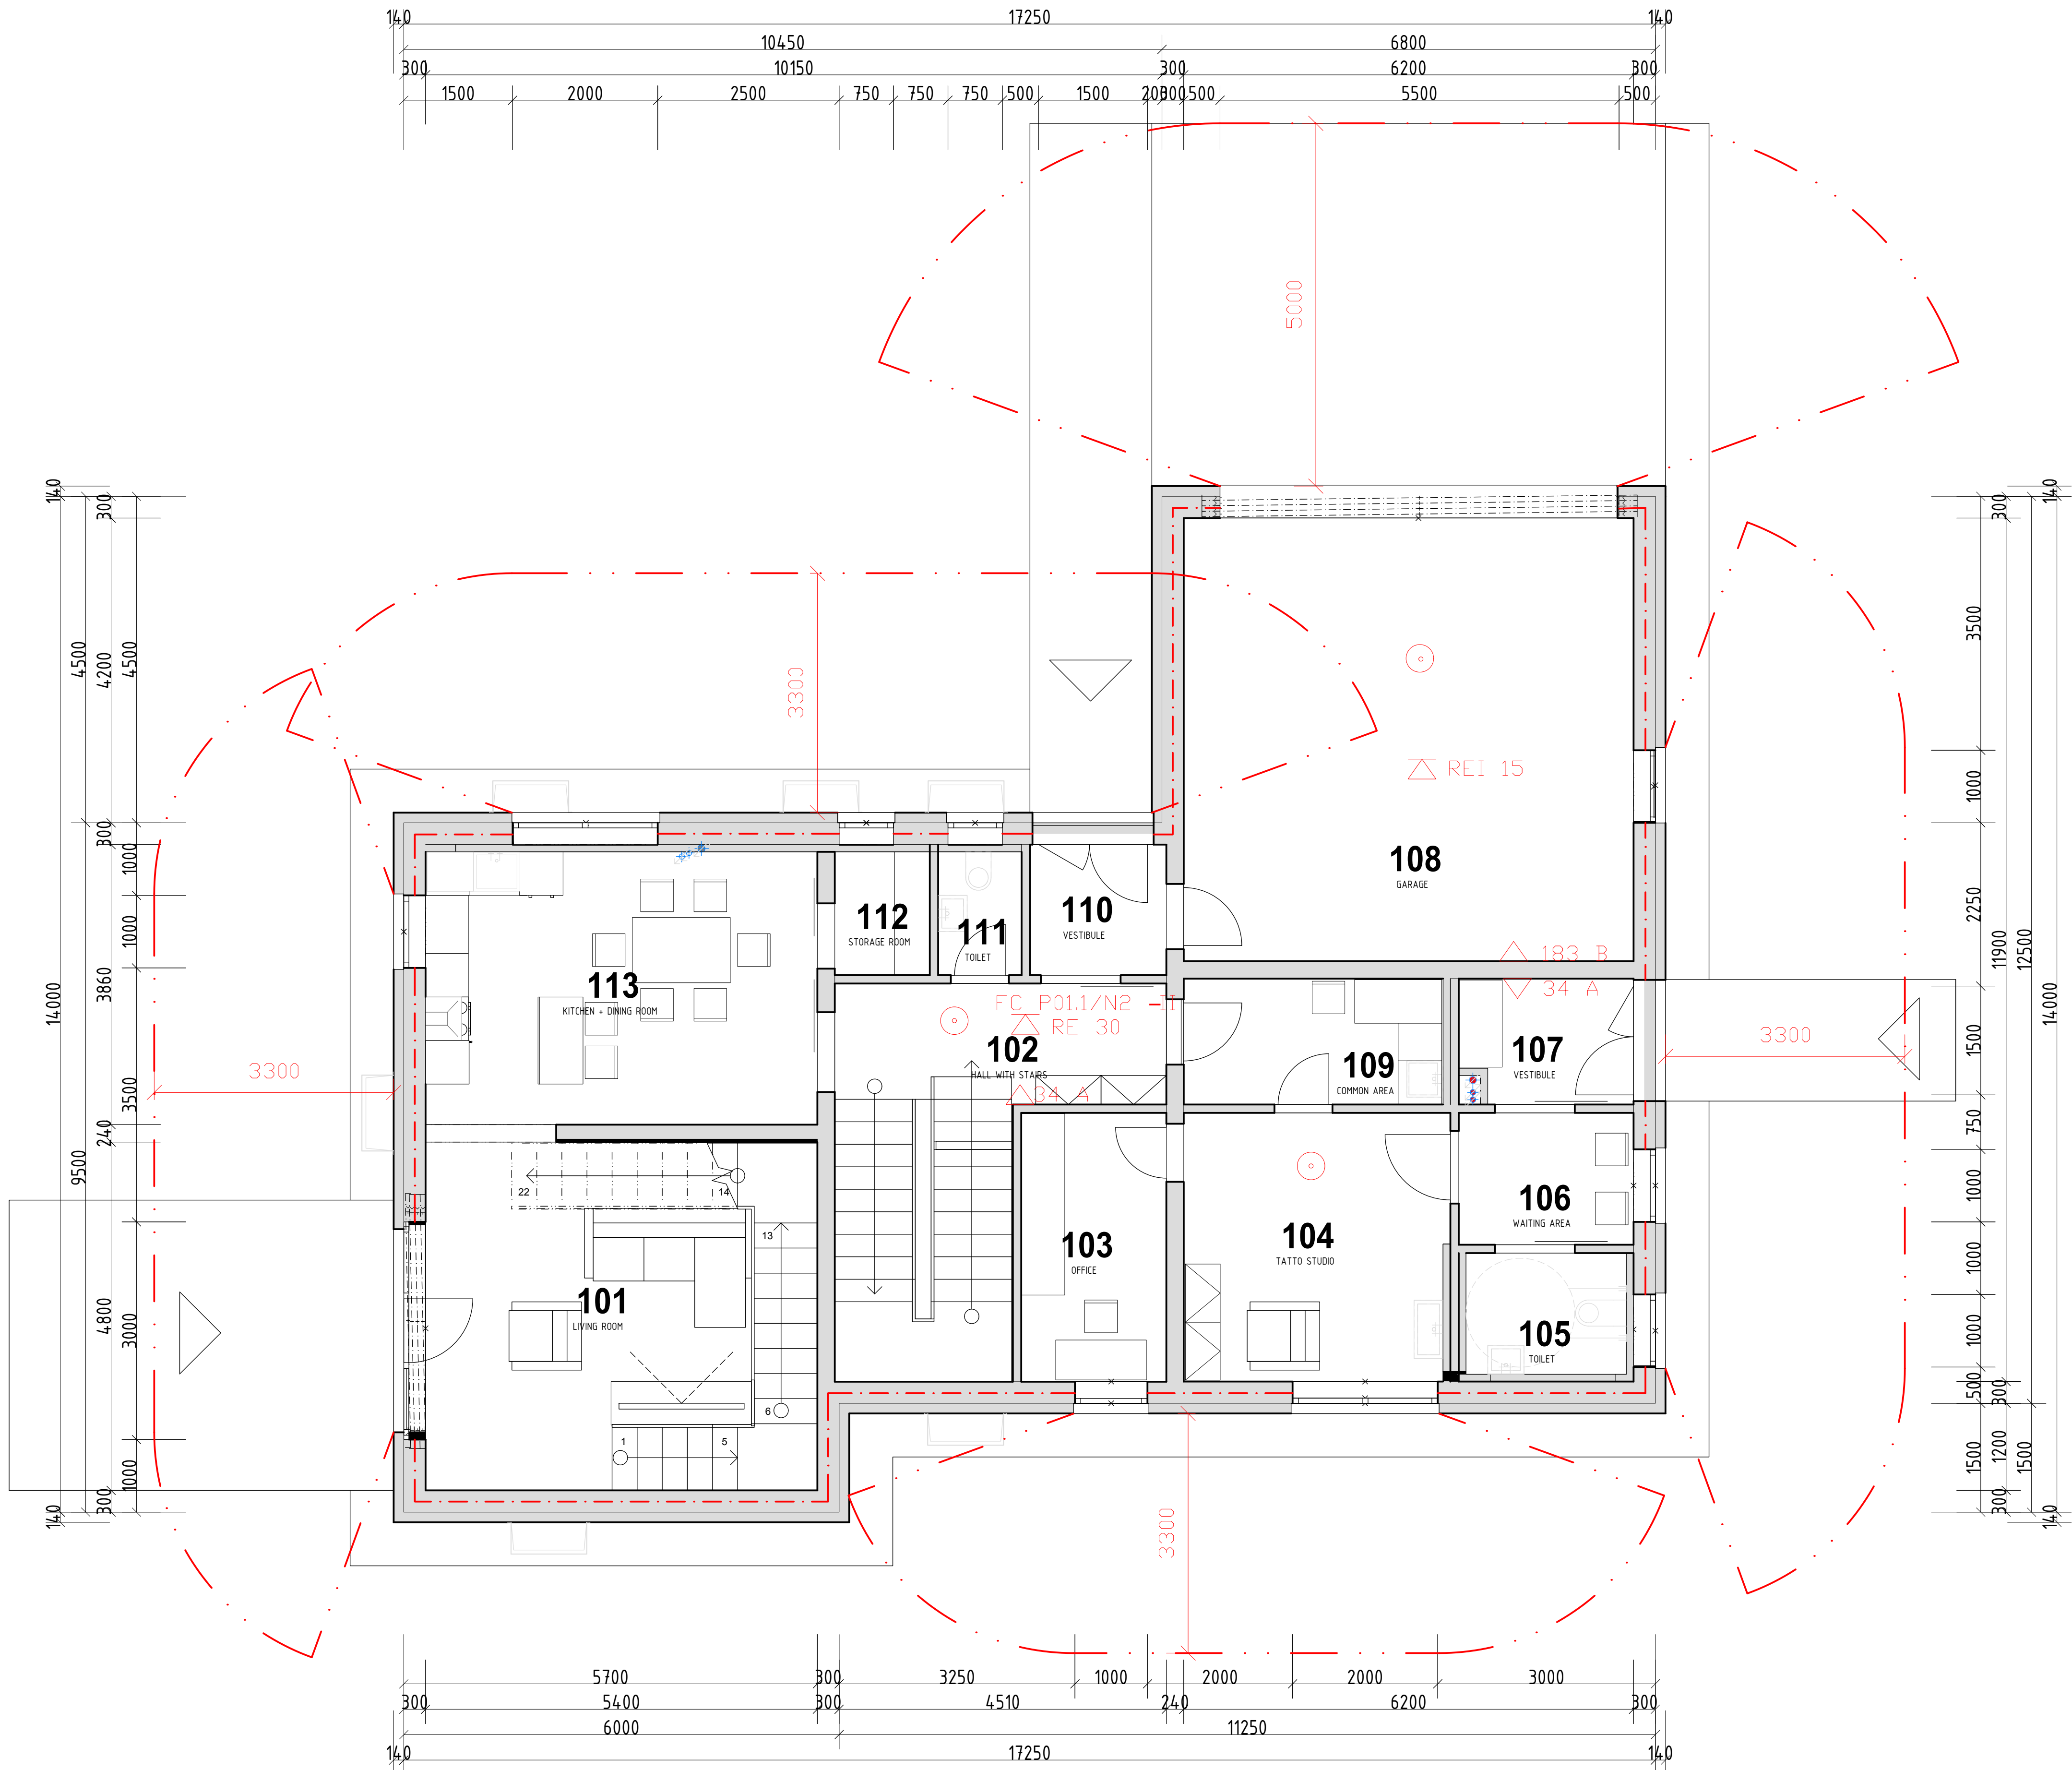 140 17250 140
10450 6800
300 10150 300 6200 300
1500 2000 2500 750 750 750 500 1500 200 300 500 5500 500
5000
140 140
300 300
4500 4200 4500
3500
3300
REI 15
1000
108
GARAGE
300 1000
1000
2250
11900 12500
110
VESTIBULE
112
STORAGE ROOM
111
TOILET
183 B
34 A
113
KITCHEN + DINING ROOM
FC P01.1/N2 -II
RE 30
14000 3860
14000
1500
3300
102
HALL WITH STAIRS
107
VESTIBULE
109
COMMON AREA
3300
34 A
3500
240
750
9500
22 14
1000
106
WAITING AREA
13
103
OFFICE
104
TATTO STUDIO
1000
4800 3000
101
LIVING ROOM
105
TOILET
1000
500 300
6
1 5
1000
300
140
1500 1200 1500
300
140
3300
5700 300 3250 1000 2000 2000 3000
300 5400 300 4510 240 6200 300
6000 11250
140 17250 140